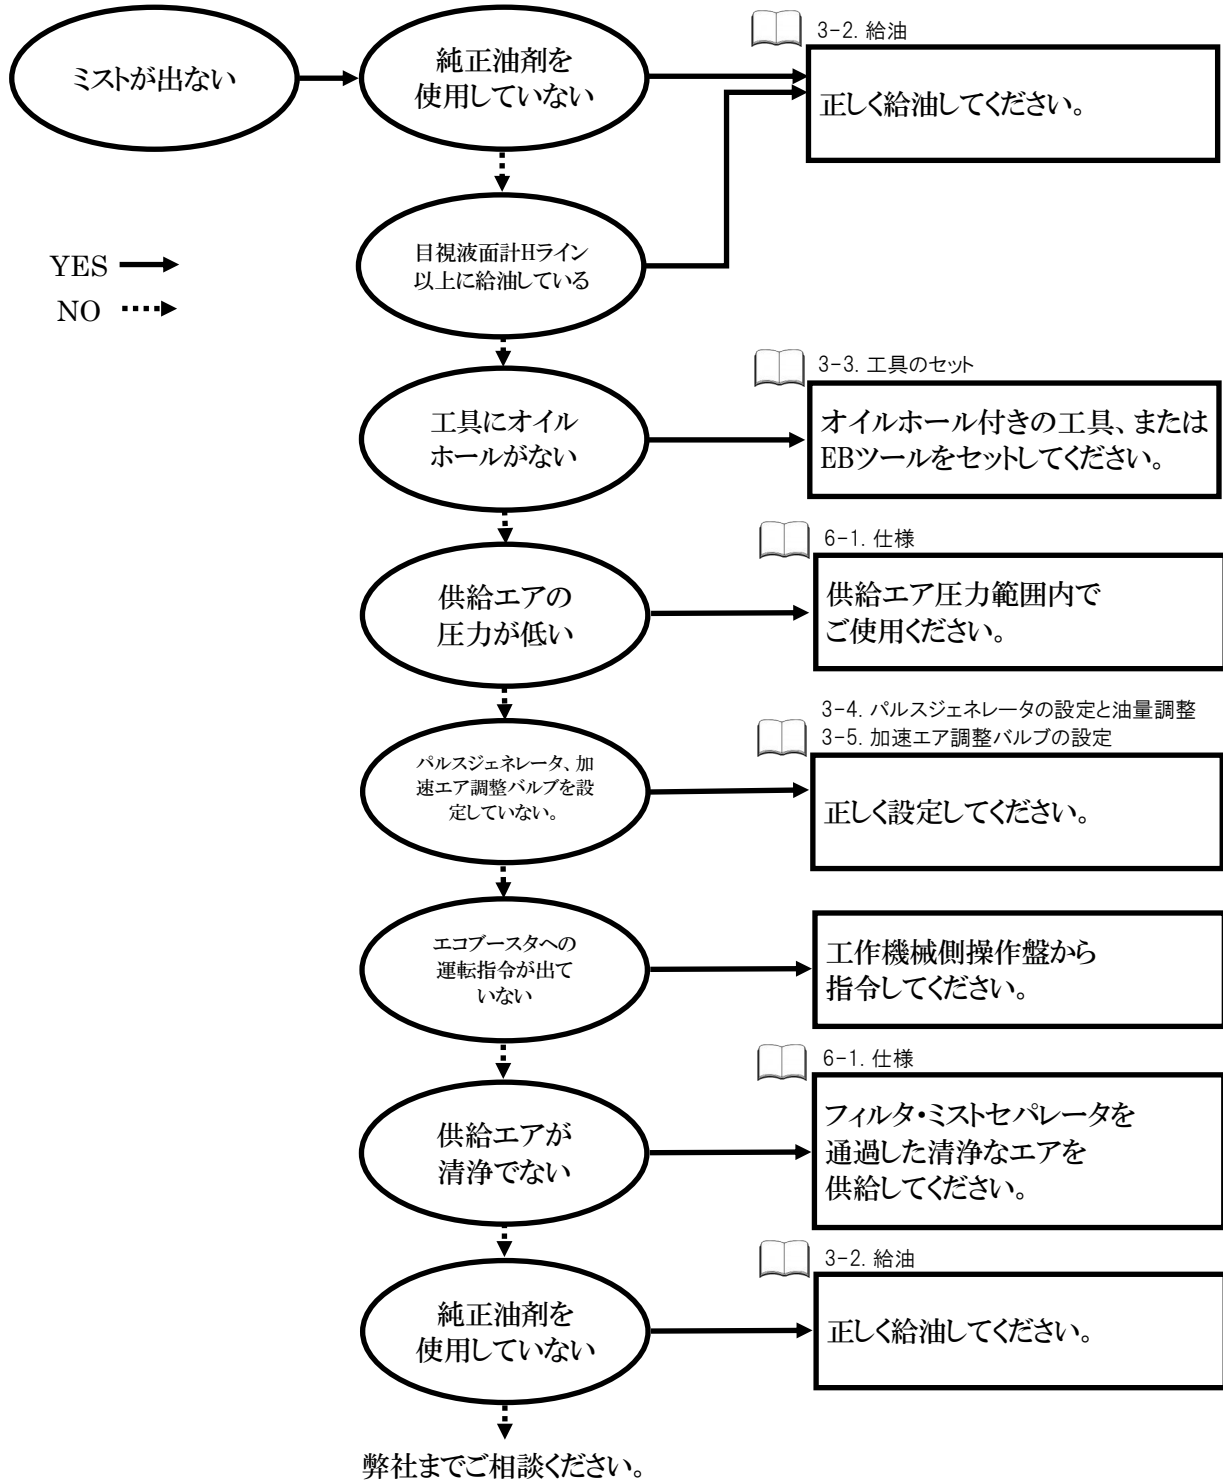 ミストが出ない
純正油剤を
使用していない
3-2. 給油
正しく給油してください。
YES
NO
目視液面計Hライン
以上に給油している
工具にオイル
ホールがない
3-3. 工具のセット
オイルホール付きの工具、または
EBツールをセットしてください。
供給エアの
圧力が低い
6-1. 仕様
供給エア圧力範囲内で
ご使用ください。
パルスジェネレータ、加
速エア調整バルブを設
定していない。
3-4. パルスジェネレータの設定と油量調整
3-5. 加速エア調整バルブの設定
正しく設定してください。
エコブースタへの
運転指令が出て
いない
工作機械側操作盤から
指令してください。
供給エアが
清浄でない
6-1. 仕様
フィルタ・ミストセパレータを
通過した清浄なエアを
供給してください。
純正油剤を
使用していない
3-2. 給油
正しく給油してください。
弊社までご相談ください。